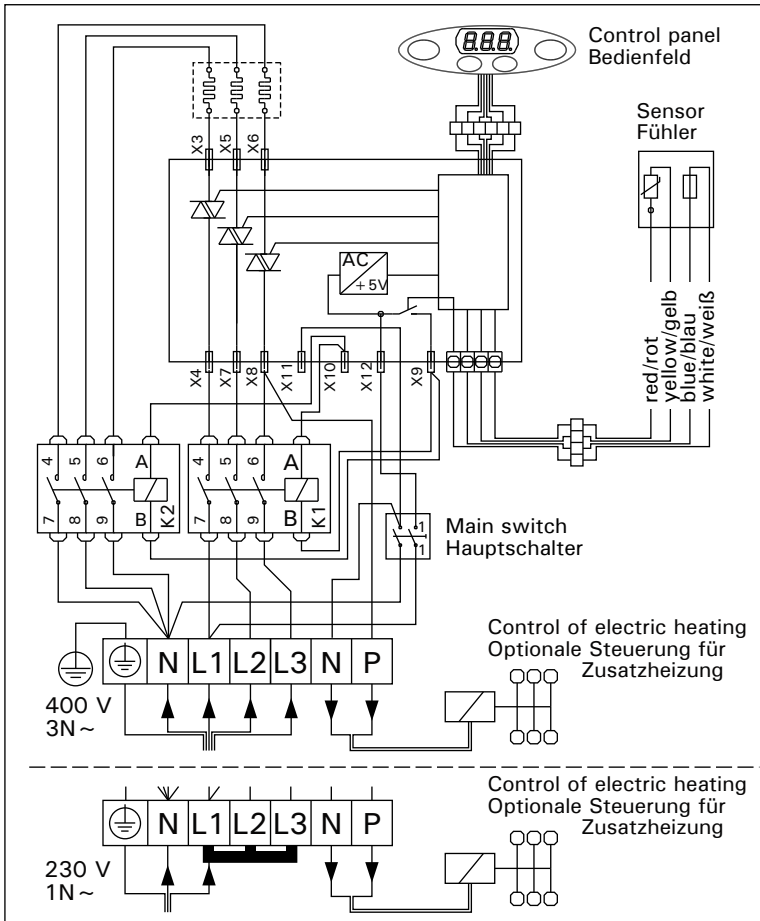 8.8.8.
Control panel
Bedienfeld
Sensor
Fühler
X3
X5
X6
AC
+5V
X4
X7
X8
X11
X10
X12
X9
red/rot
yellow/gelb
blue/blau
white/weiß
4 5 6 A
7 8 9 B K2
4 5 6 A
7 8 9 B K1
1
1
Main switch
Hauptschalter
N L1 L2 L3 N P
400 V
3N~
Control of electric heating
Optionale Steuerung für
Zusatzheizung
N L1 L2 L3 N P
230 V
1N~
Control of electric heating
Optionale Steuerung für
Zusatzheizung